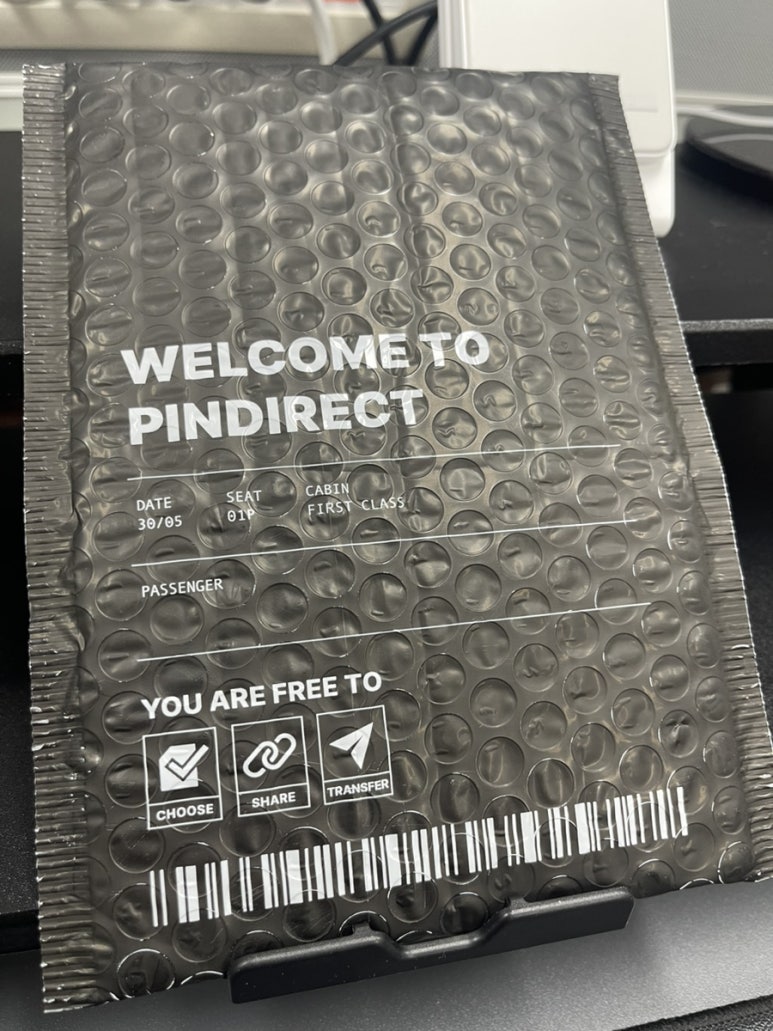 WELCOME TO
PINDIRECT
DATE SEAT CABIN
30/05 01P FIRST CLASS
PASSENGER
YOU ARE FREE TO
CHOOSE SHARE TRANSFER